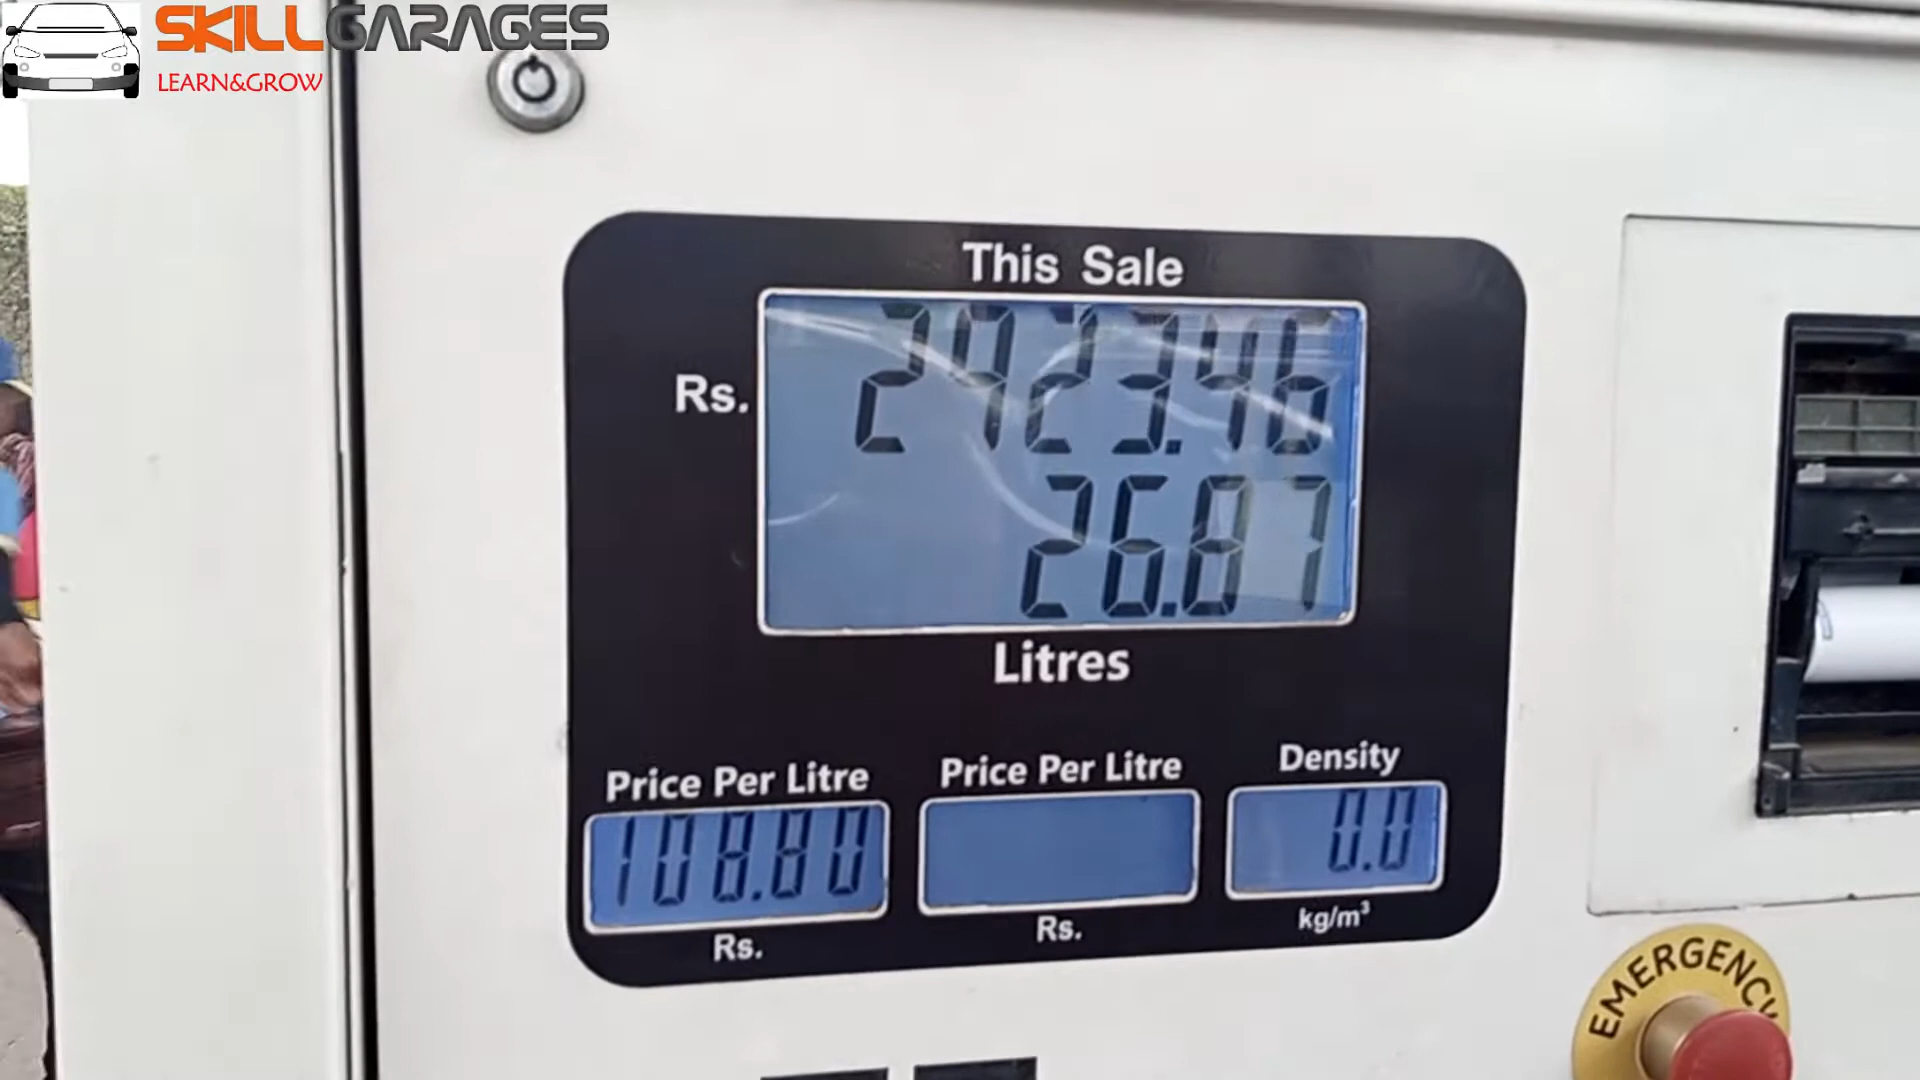 SKILLGARAGES
LEARN&GROW
This Sale
Rs. 2923.46
26.87
Litres
Price Per Litre Price Per Litre Density
108.80 0.0
Rs. Rs. kg/m³
EMERGENCY